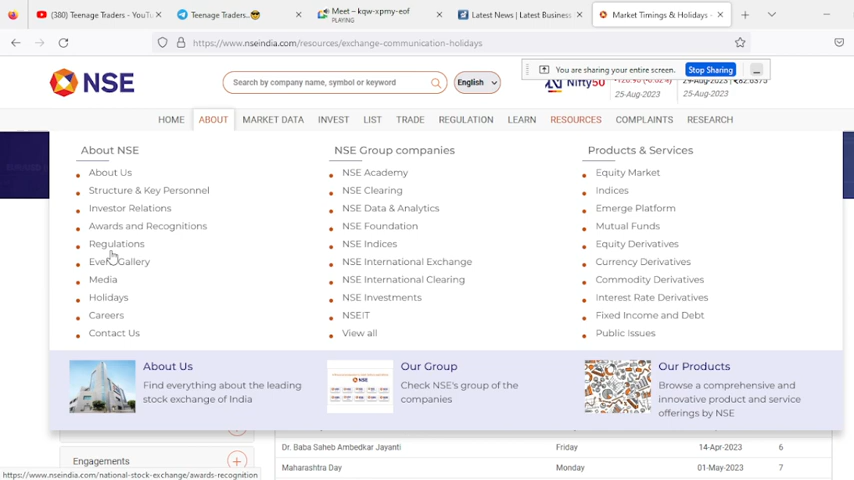 (380) Teenage Traders - YouTube
Teenage Traders..😎
Meet – kqw-xpmy-eof
PLAYING
Latest News | Latest Business
Market Timings & Holidays -
https://www.nseindia.com/resources/exchange-communication-holidays
NSE
Search by company name, symbol or keyword
English
You are sharing your entire screen.
Stop Sharing
Nifty50
25-Aug-2023
25-Aug-2023
HOME ABOUT MARKET DATA INVEST LIST TRADE REGULATION LEARN RESOURCES COMPLAINTS RESEARCH
About NSE
About Us
Structure & Key Personnel
Investor Relations
Awards and Recognitions
Regulations
Event Gallery
Media
Holidays
Careers
Contact Us
NSE Group companies
NSE Academy
NSE Clearing
NSE Data & Analytics
NSE Foundation
NSE Indices
NSE International Exchange
NSE International Clearing
NSE Investments
NSEIT
View all
Products & Services
Equity Market
Indices
Emerge Platform
Mutual Funds
Equity Derivatives
Currency Derivatives
Commodity Derivatives
Interest Rate Derivatives
Fixed Income and Debt
Public Issues
About Us
Find everything about the leading
stock exchange of India
Our Group
Check NSE's group of the
companies
Our Products
Browse a comprehensive and
innovative product and service
offerings by NSE
Dr. Baba Saheb Ambedkar Jayanti Friday 14-Apr-2023 6
Engagements
Maharashtra Day Monday 01-May-2023 7
https://www.nseindia.com/national-stock-exchange/awards-recognition